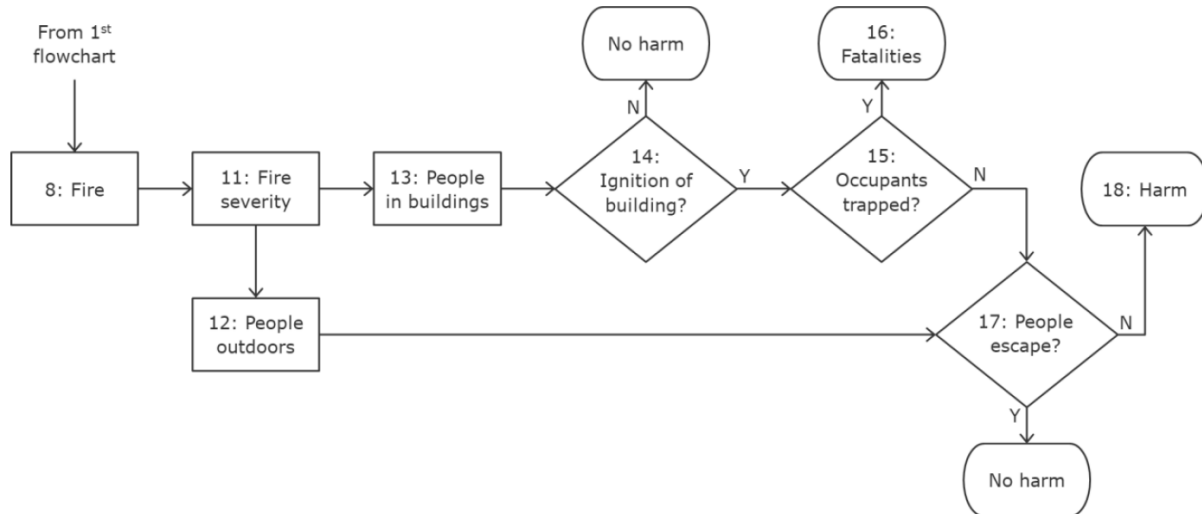 From 1st
flowchart
8: Fire
11: Fire
severity
13: People
in buildings
No harm
N
14:
Ignition of
building?
Y
16:
Fatalities
Y
15:
Occupants
trapped?
N
18: Harm
12: People
outdoors
17: People
escape?
N
Y
No harm